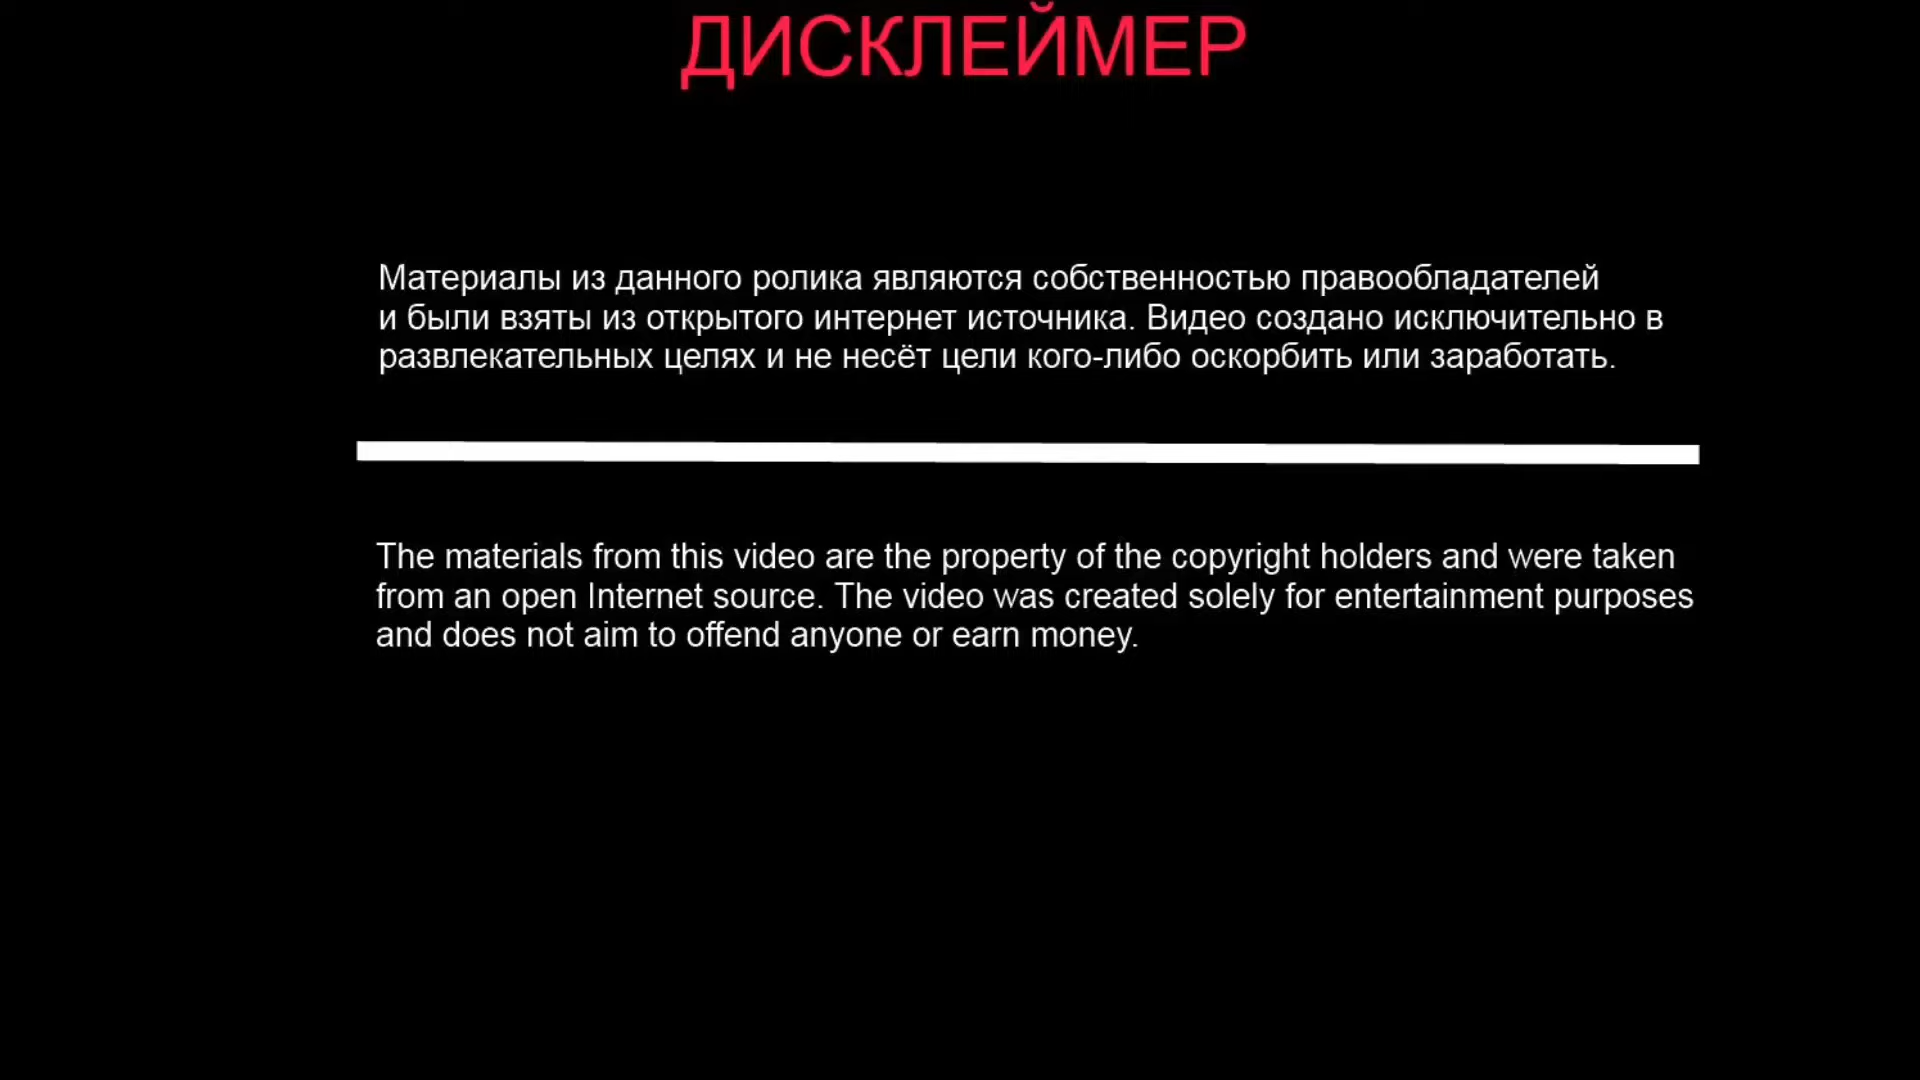 ДИСКЛЕЙМЕР
Материалы из данного ролика являются собственностью правообладателей
и были взяты из открытого интернет источника. Видео создано исключительно в
развлекательных целях и не несёт цели кого-либо оскорбить или заработать.
The materials from this video are the property of the copyright holders and were taken
from an open Internet source. The video was created solely for entertainment purposes
and does not aim to offend anyone or earn money.